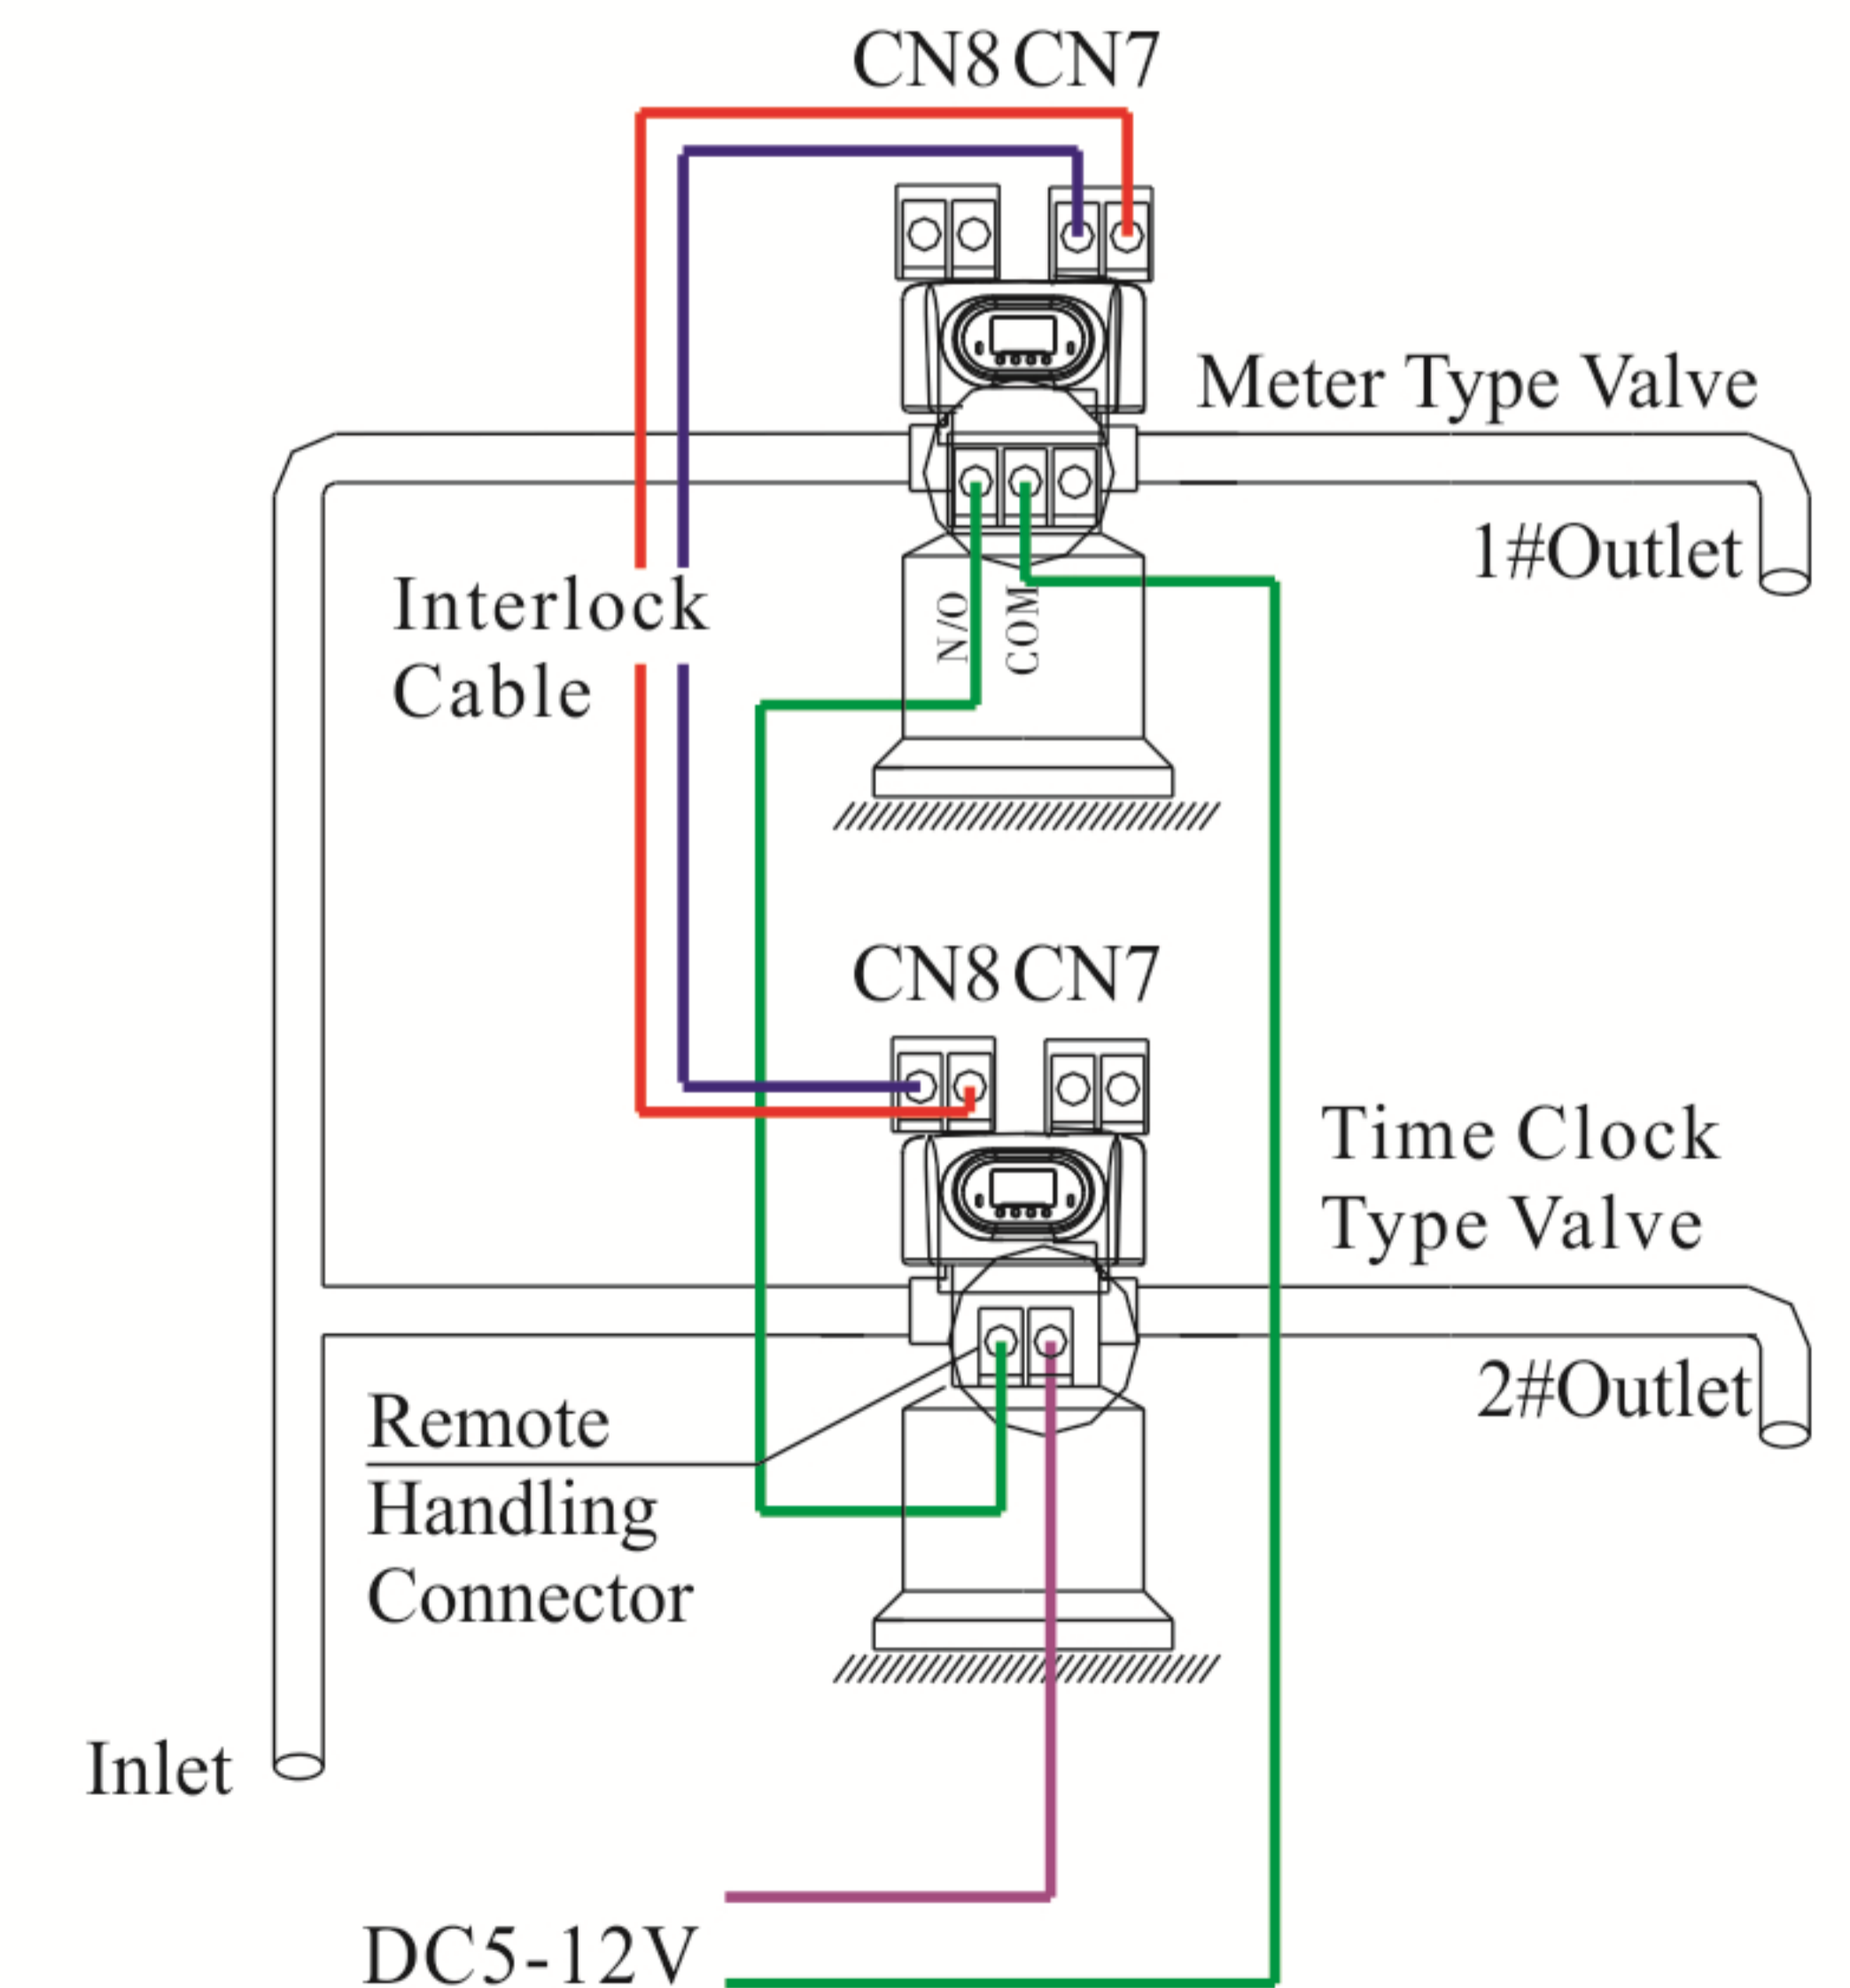 CN8 CN7
Meter Type Valve
1#Outlet
Interlock
Cable
N/O
COM
CN8 CN7
Time Clock
Type Valve
2#Outlet
Remote
Handling
Connector
Inlet
DC5-12V